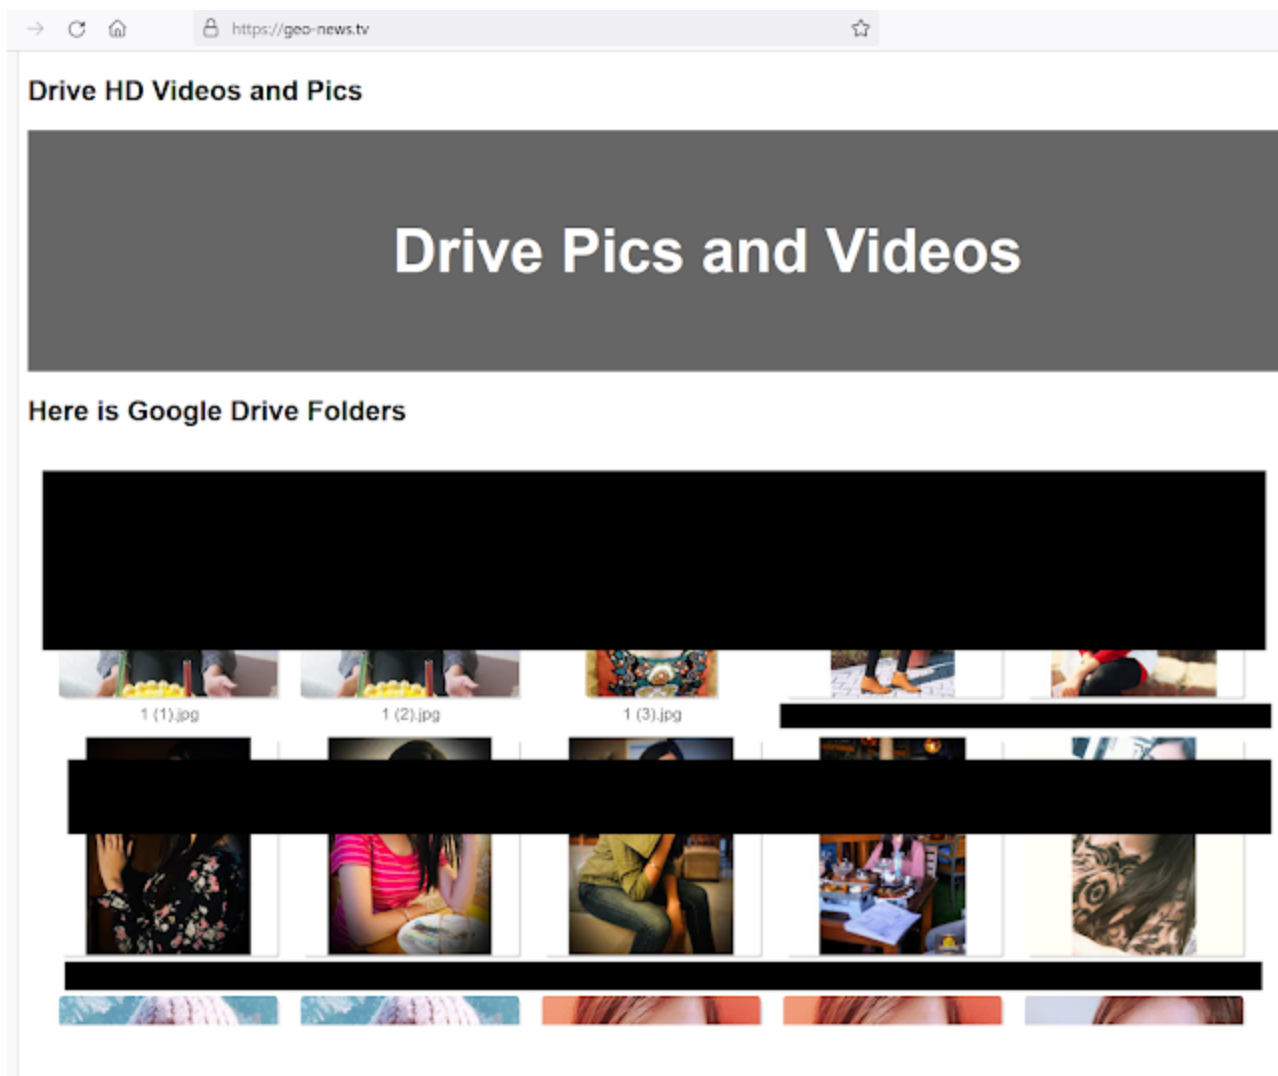 https://geo-news.tv
Drive HD Videos and Pics
Drive Pics and Videos
Here is Google Drive Folders
1 (1).jpg
1 (2).jpg
1 (3).jpg